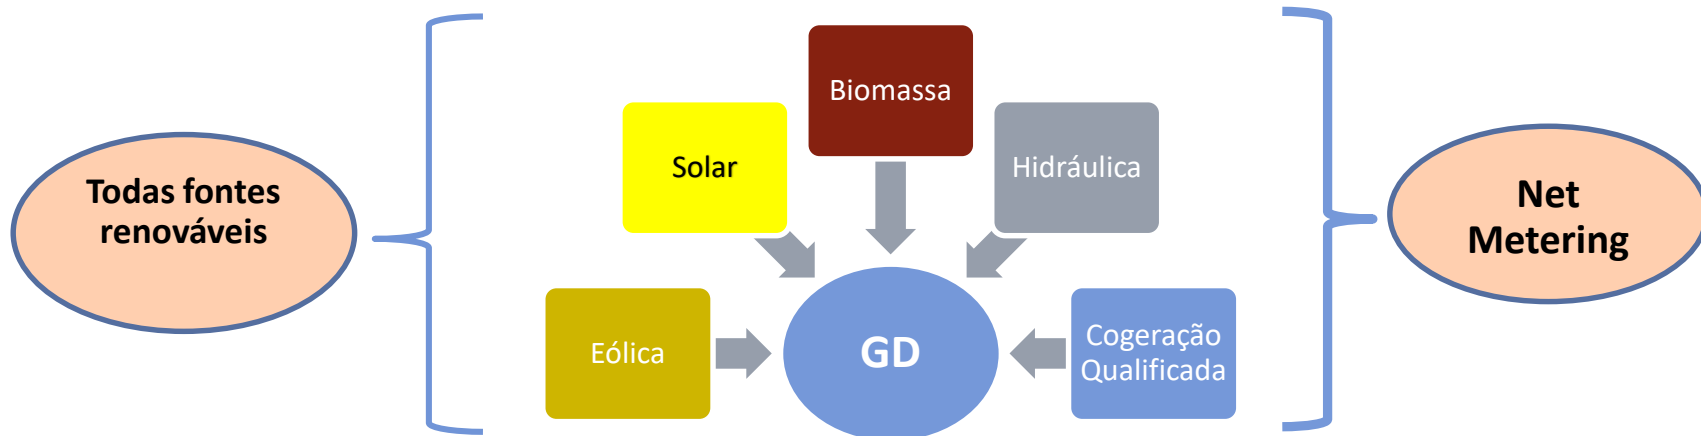 Todas fontes
renováveis
Eólica
Solar
Biomassa
Hidráulica
Cogeração
Qualificada
GD
Net
Metering